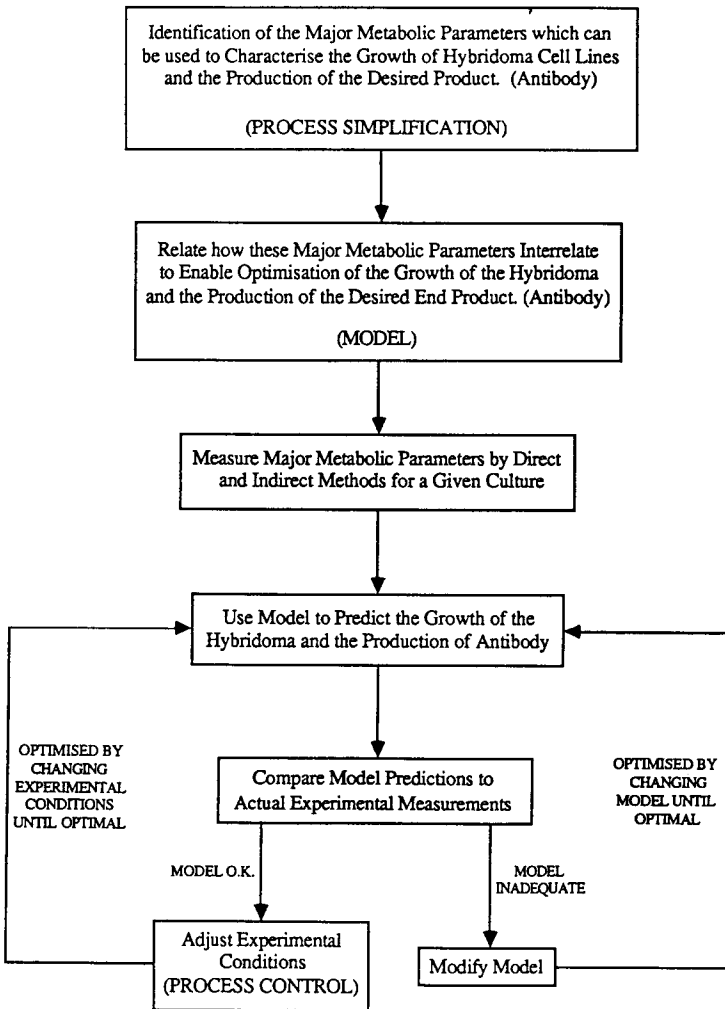 Identification of the Major Metabolic Parameters which can
be used to Characterise the Growth of Hybridoma Cell Lines
and the Production of the Desired Product. (Antibody)
(PROCESS SIMPLIFICATION)
Relate how these Major Metabolic Parameters Interrelate
to Enable Optimisation of the Growth of the Hybridoma
and the Production of the Desired End Product. (Antibody)
(MODEL)
Measure Major Metabolic Parameters by Direct
and Indirect Methods for a Given Culture
Use Model to Predict the Growth of the
Hybridoma and the Production of Antibody
OPTIMISED BY
CHANGING
EXPERIMENTAL
CONDITIONS
UNTIL OPTIMAL
Compare Model Predictions to
Actual Experimental Measurements
OPTIMISED BY
CHANGING
MODEL UNTIL
OPTIMAL
MODEL O.K.
MODEL
INADEQUATE
Adjust Experimental
Conditions
(PROCESS CONTROL)
Modify Model